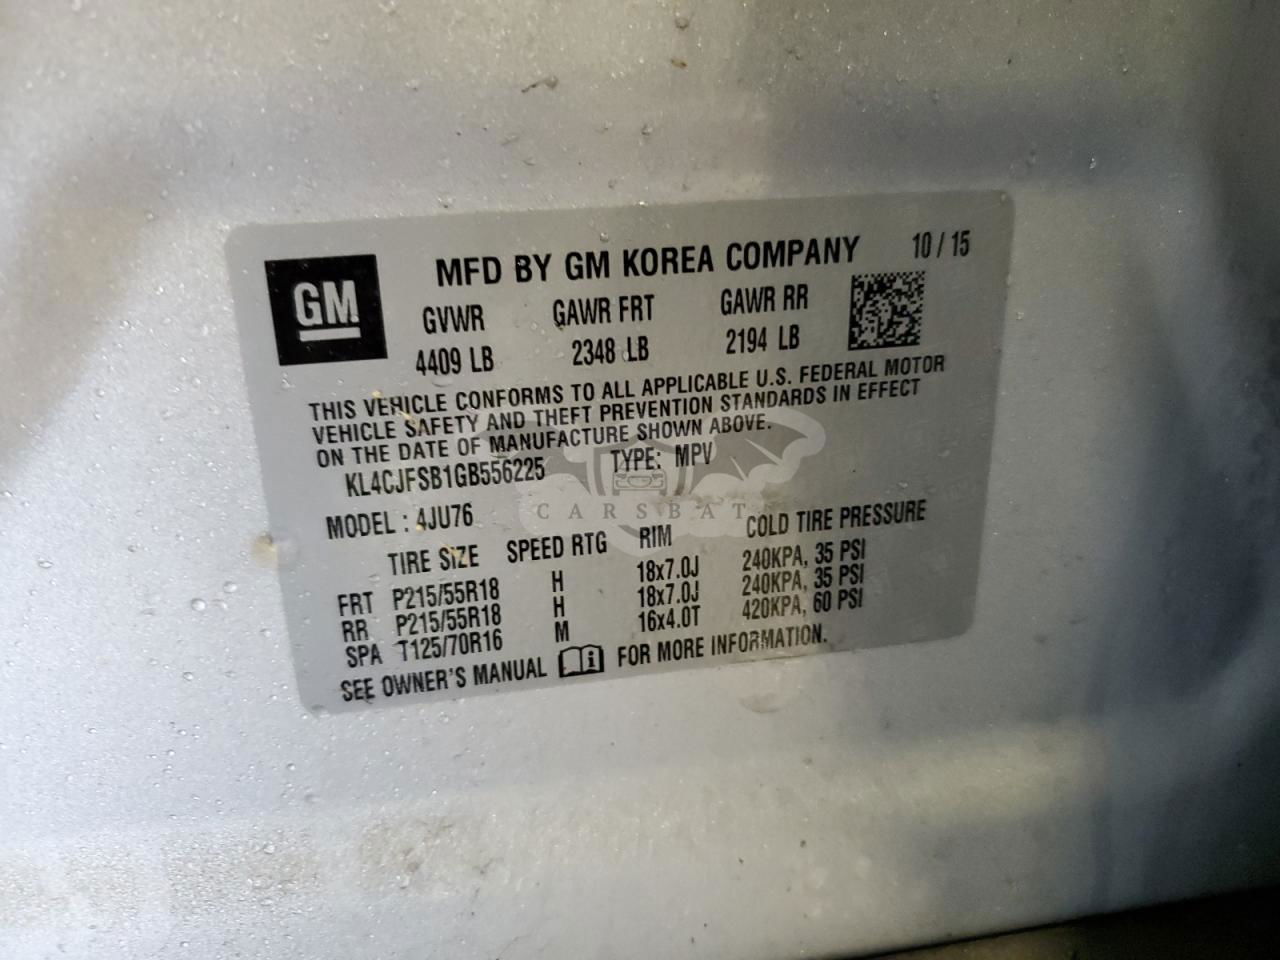 GM
MFD BY GM KOREA COMPANY 10 / 15
GVWR GAWR FRT GAWR RR
4409 LB 2348 LB 2194 LB
THIS VEHICLE CONFORMS TO ALL APPLICABLE U.S. FEDERAL MOTOR
VEHICLE SAFETY AND THEFT PREVENTION STANDARDS IN EFFECT
ON THE DATE OF MANUFACTURE SHOWN ABOVE.
KL4CJFSB1GB556225 TYPE: MPV
CARSBAT
MODEL : 4JU76
TIRE SIZE SPEED RTG RIM COLD TIRE PRESSURE
FRT P215/55R18 H 18x7.0J 240KPA, 35 PSI
RR P215/55R18 H 18x7.0J 240KPA, 35 PSI
SPA T125/70R16 M 16x4.0T 420KPA, 60 PSI
SEE OWNER'S MANUAL i FOR MORE INFORMATION.